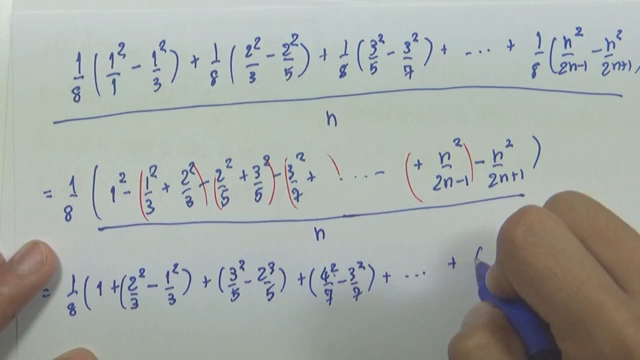 1/8 (1²/1 - 1²/3) + 1/8 (2²/3 - 2²/5) + 1/8 (3²/5 - 3²/7) + ... + 1/8 (n²/2n-1 - n²/2n+1)
n
= 1/8 (1² - (1²/3 + 2²/3) - (2²/5 + 3²/5) - (3²/7 + ... - (+ n²/2n-1) - n²/2n+1)
n
= 1/8 (1 + (2²/3 - 1²/3) + (3²/5 - 2²/5) + (4²/7 - 3²/7) + ... + (